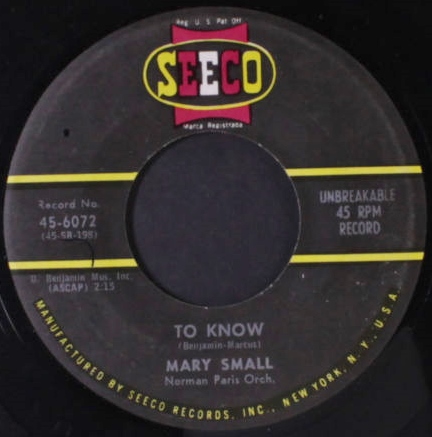 Reg. U. S. Pat. Off.
SEECO
Marca Registrada
Record No.
45-6072
(45-SR-198)
UNBREAKABLE
45 RPM
RECORD
B. Benjamin Mus. Inc.
(ASCAP) 2:15
TO KNOW
(Benjamin-Marcus)
MARY SMALL
Norman Paris Orch.
MANUFACTURED BY SEECO RECORDS, INC., NEW YORK, N.Y., U.S.A.